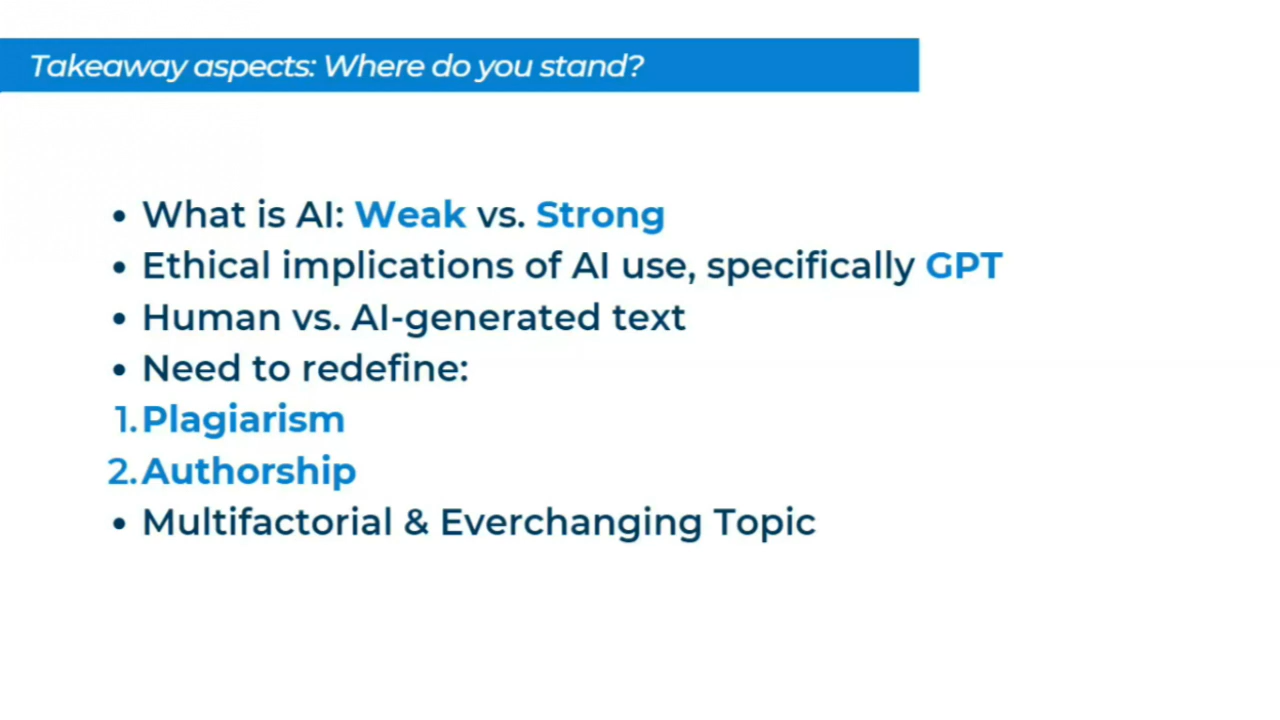 Takeaway aspects: Where do you stand?
• What is AI: Weak vs. Strong
• Ethical implications of AI use, specifically GPT
• Human vs. AI-generated text
• Need to redefine:
1. Plagiarism
2. Authorship
• Multifactorial & Everchanging Topic